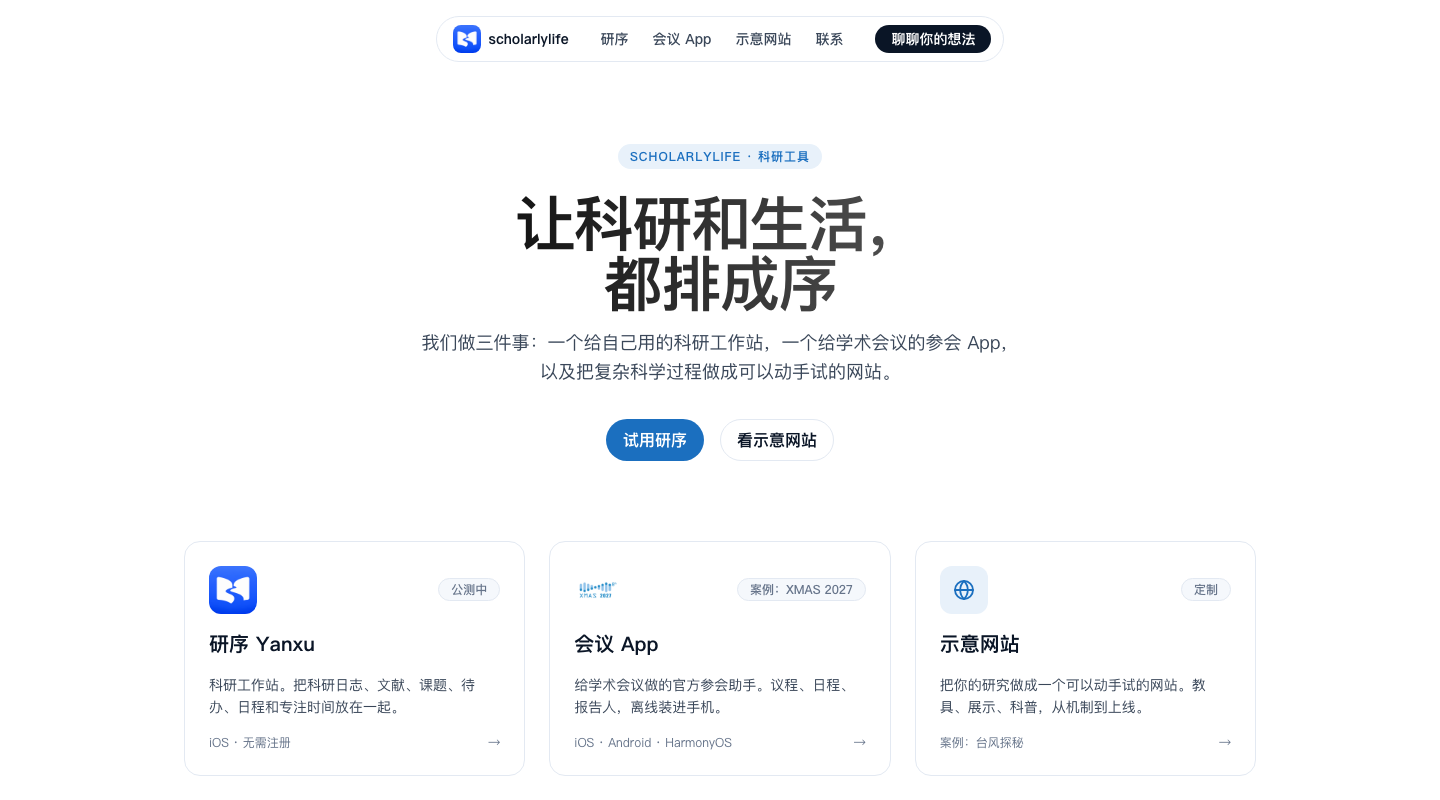 scholarlylife
研序
会议 App
示意网站
联系
聊聊你的想法
SCHOLARLYLIFE · 科研工具
让科研和生活，
都排成序
我们做三件事：一个给自己用的科研工作站，一个给学术会议的参会 App，
以及把复杂科学过程做成可以动手试的网站。
试用研序
看示意网站
公测中
研序 Yanxu
科研工作站。把科研日志、文献、课题、待
办、日程和专注时间放在一起。
iOS · 无需注册
→
XMAS 2027
案例：XMAS 2027
会议 App
给学术会议做的官方参会助手。议程、日程、
报告人，离线装进手机。
iOS · Android · HarmonyOS
→
定制
示意网站
把你的研究做成一个可以动手试的网站。教
具、展示、科普，从机制到上线。
案例：台风探秘
→